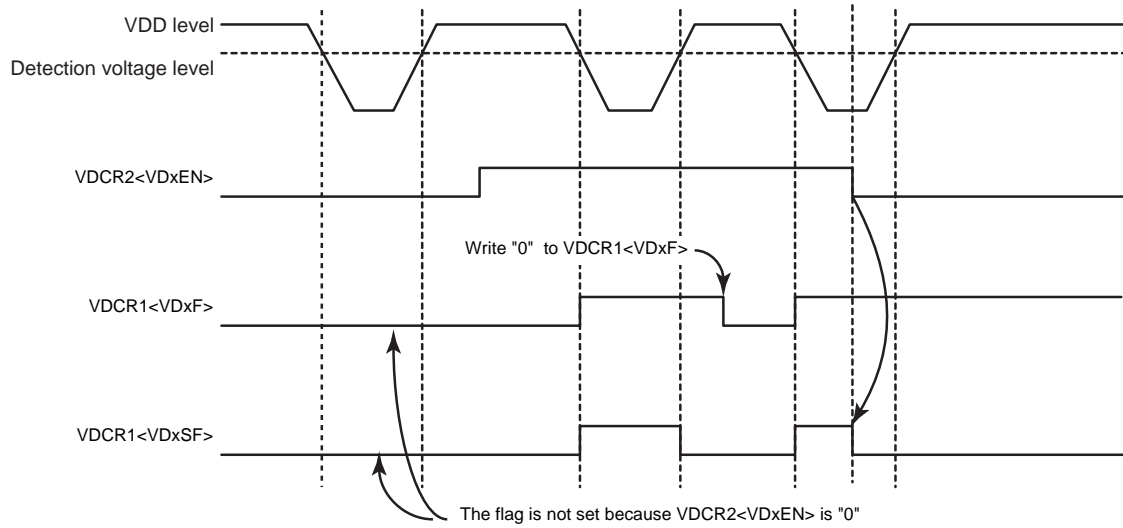 VDD level
Detection voltage level
VDCR2<VDxEN>
Write "0" to VDCR1<VDxF>
VDCR1<VDxF>
VDCR1<VDxSF>
The flag is not set because VDCR2<VDxEN> is "0"